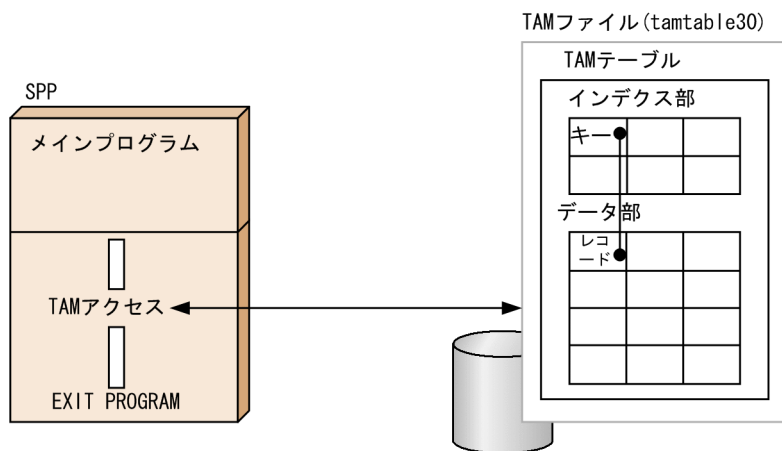 TAMファイル(tamtable30)
TAMテーブル
SPP
インデクス部
メインプログラム
キー
データ部
レコ
ード
TAMアクセス
EXIT PROGRAM